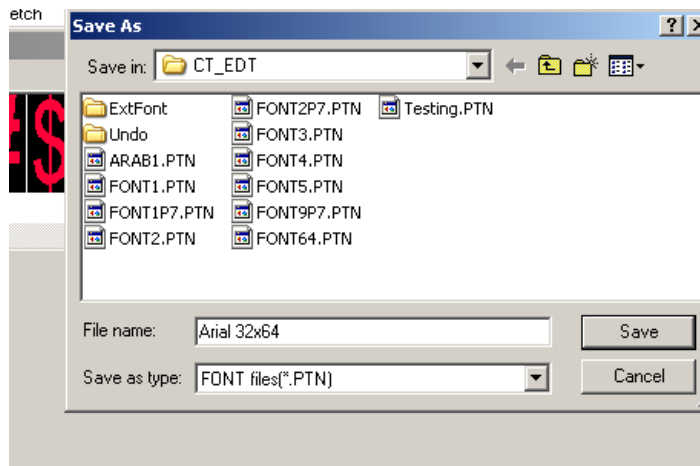 etch
Save As
Save in: CT_EDT
ExtFont FONT2P7.PTN Testing.PTN
Undo FONT3.PTN
ARAB1.PTN FONT4.PTN
FONT1.PTN FONT5.PTN
FONT1P7.PTN FONT9P7.PTN
FONT2.PTN FONT64.PTN
$
File name: Arial 32x64 Save
Save as type: FONT files(*.PTN) Cancel